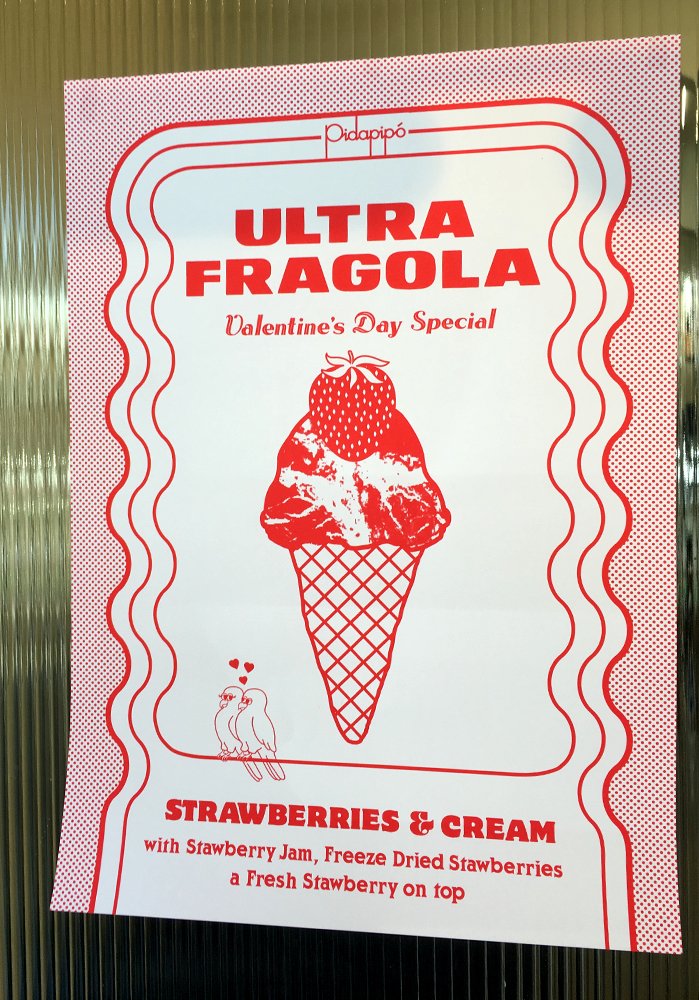 Pidapipó
ULTRA
FRAGOLA
Valentine's Day Special
STRAWBERRIES & CREAM
with Stawberry Jam, Freeze Dried Stawberries
a Fresh Stawberry on top